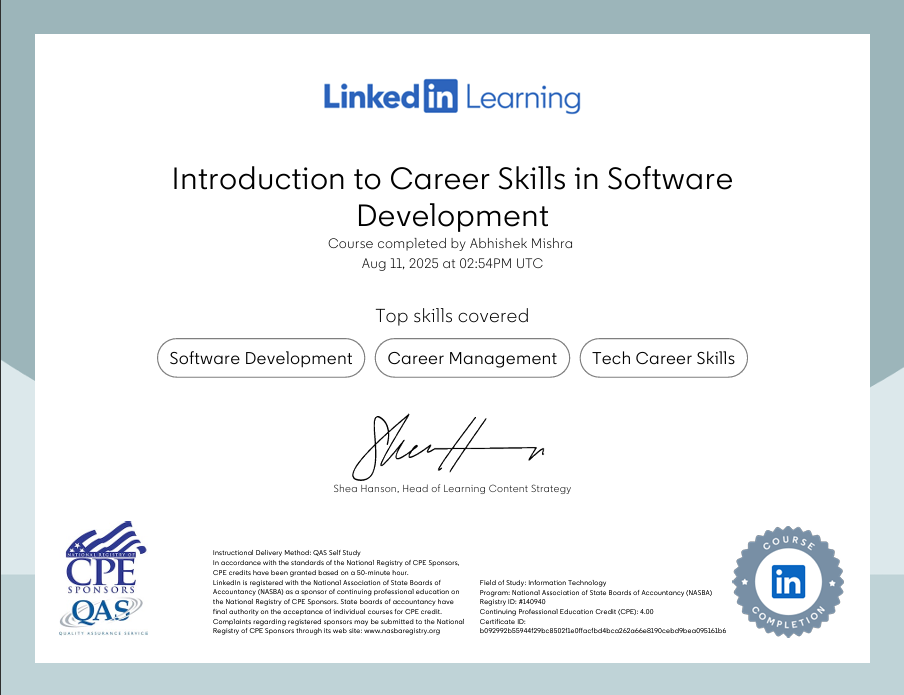 Linked in Learning
Introduction to Career Skills in Software
Development
Course completed by Abhishek Mishra
Aug 11, 2025 at 02:54PM UTC
Top skills covered
Software Development
Career Management
Tech Career Skills
Shea Hanson, Head of Learning Content Strategy
NATIONAL REGISTRY OF
CPE
SPONSORS
QAS
QUALITY ASSURANCE SERVICE
Instructional Delivery Method: QAS Self Study
In accordance with the standards of the National Registry of CPE Sponsors,
CPE credits have been granted based on a 50-minute hour.
LinkedIn is registered with the National Association of State Boards of
Accountancy (NASBA) as a sponsor of continuing professional education on
the National Registry of CPE Sponsors. State boards of accountancy have
final authority on the acceptance of individual courses for CPE credit.
Complaints regarding registered sponsors may be submitted to the National
Registry of CPE Sponsors through its web site: www.nasbaregistry.org
Field of Study: Information Technology
Program: National Association of State Boards of Accountancy (NASBA)
Registry ID: #140940
Continuing Professional Education Credit (CPE): 4.00
Certificate ID:
b092992b55944f29bc8502f1e0ffacfbd4bca262a66e8190cebd9bea095161b6
COURSE
in
COMPLETION